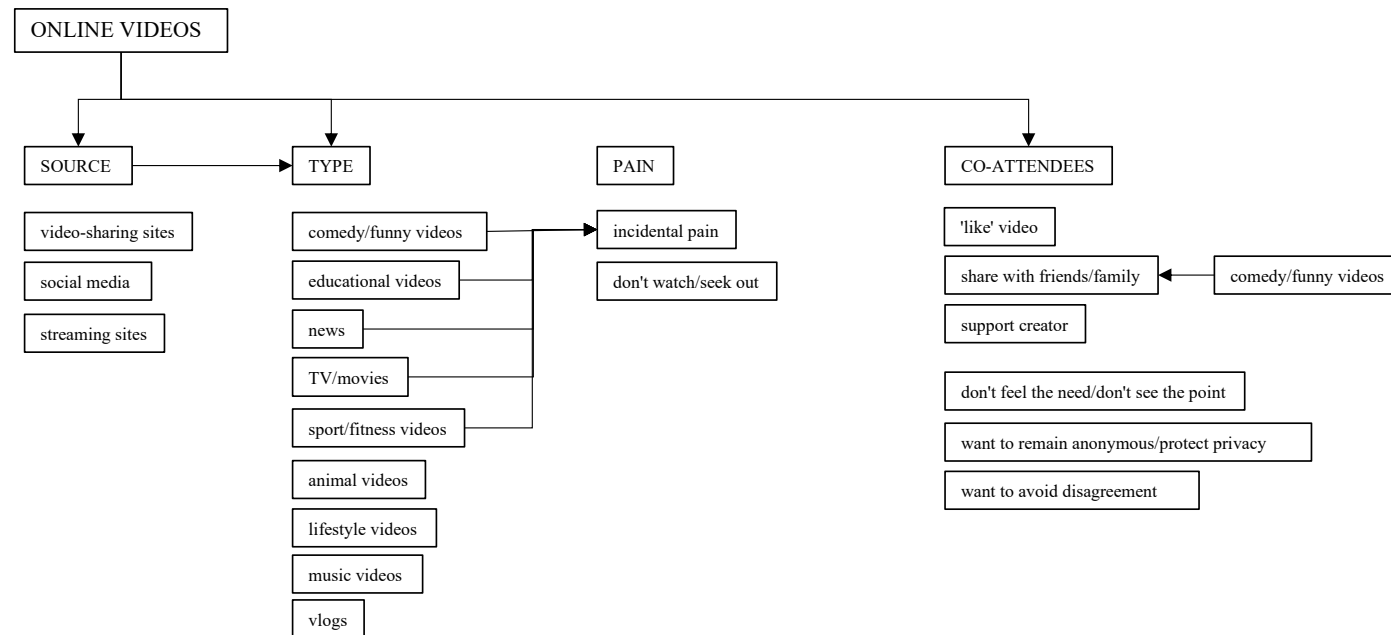 ONLINE VIDEOS
SOURCE
TYPE
PAIN
CO-ATTENDEES
video-sharing sites
social media
streaming sites
comedy/funny videos
educational videos
news
TV/movies
sport/fitness videos
animal videos
lifestyle videos
music videos
vlogs
incidental pain
don't watch/seek out
'like' video
share with friends/family
comedy/funny videos
support creator
don't feel the need/don't see the point
want to remain anonymous/protect privacy
want to avoid disagreement